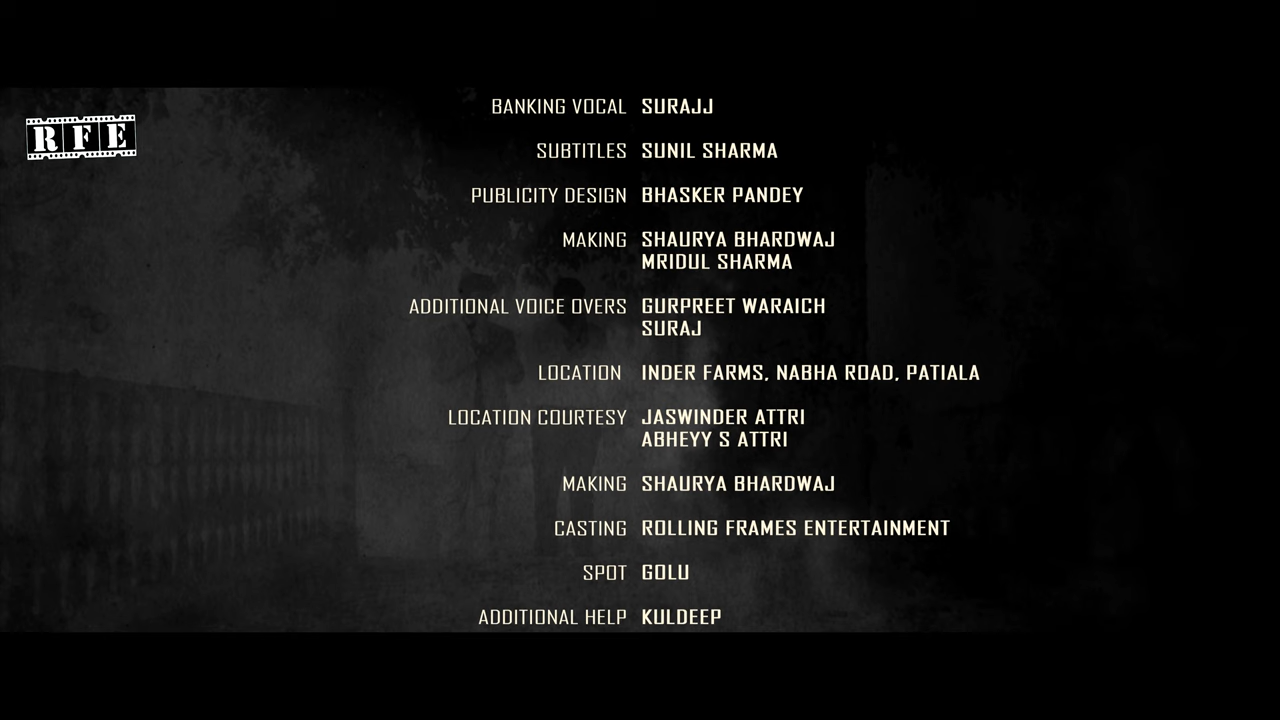 RFE
BANKING VOCAL SURAJJ
SUBTITLES SUNIL SHARMA
PUBLICITY DESIGN BHASKER PANDEY
MAKING SHAURYA BHARDWAJ
MRIDUL SHARMA
ADDITIONAL VOICE OVERS GURPREET WARAICH
SURAJ
LOCATION INDER FARMS, NABHA ROAD, PATIALA
LOCATION COURTESY JASWINDER ATTRI
ABHEYY S ATTRI
MAKING SHAURYA BHARDWAJ
CASTING ROLLING FRAMES ENTERTAINMENT
SPOT GOLU
ADDITIONAL HELP KULDEEP